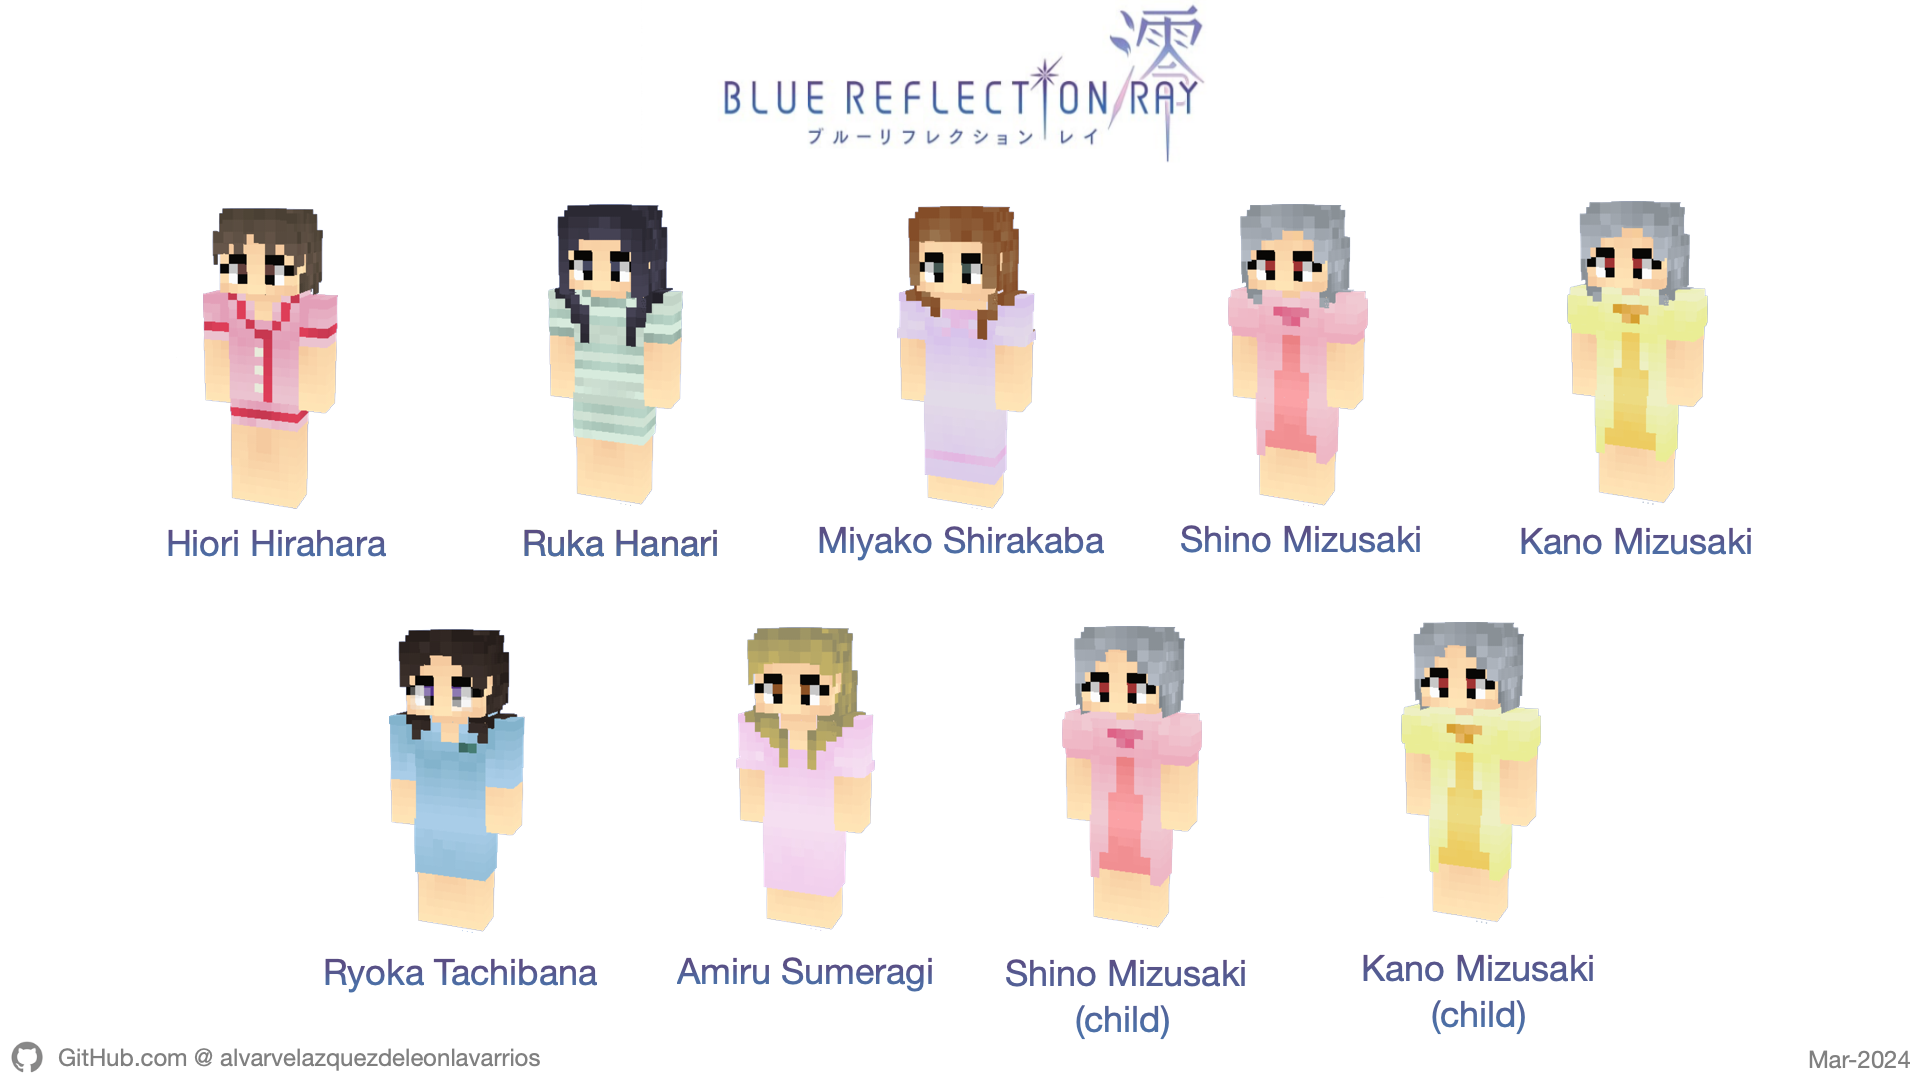 澪
BLUE REFLECTION RAY
ブルーリフレクション レイ
Hiori Hirahara
Ruka Hanari
Miyako Shirakaba
Shino Mizusaki
Kano Mizusaki
Ryoka Tachibana
Amiru Sumeragi
Shino Mizusaki
(child)
Kano Mizusaki
(child)
GitHub.com @ alvarvelazquezdeleonlavarrios
Mar-2024